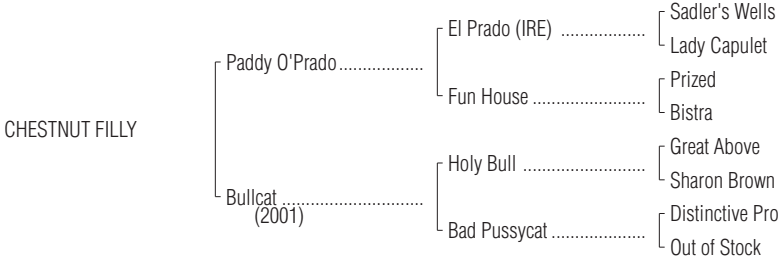 Sadler's Wells
El Prado (IRE) ...................
Lady Capulet
Paddy O'Prado..................
Prized
Fun House .........................
Bistra
CHESTNUT FILLY
Great Above
Holy Bull ...........................
Sharon Brown
Bullcat ..............................
(2001)
Distinctive Pro
Bad Pussycat ....................
Out of Stock